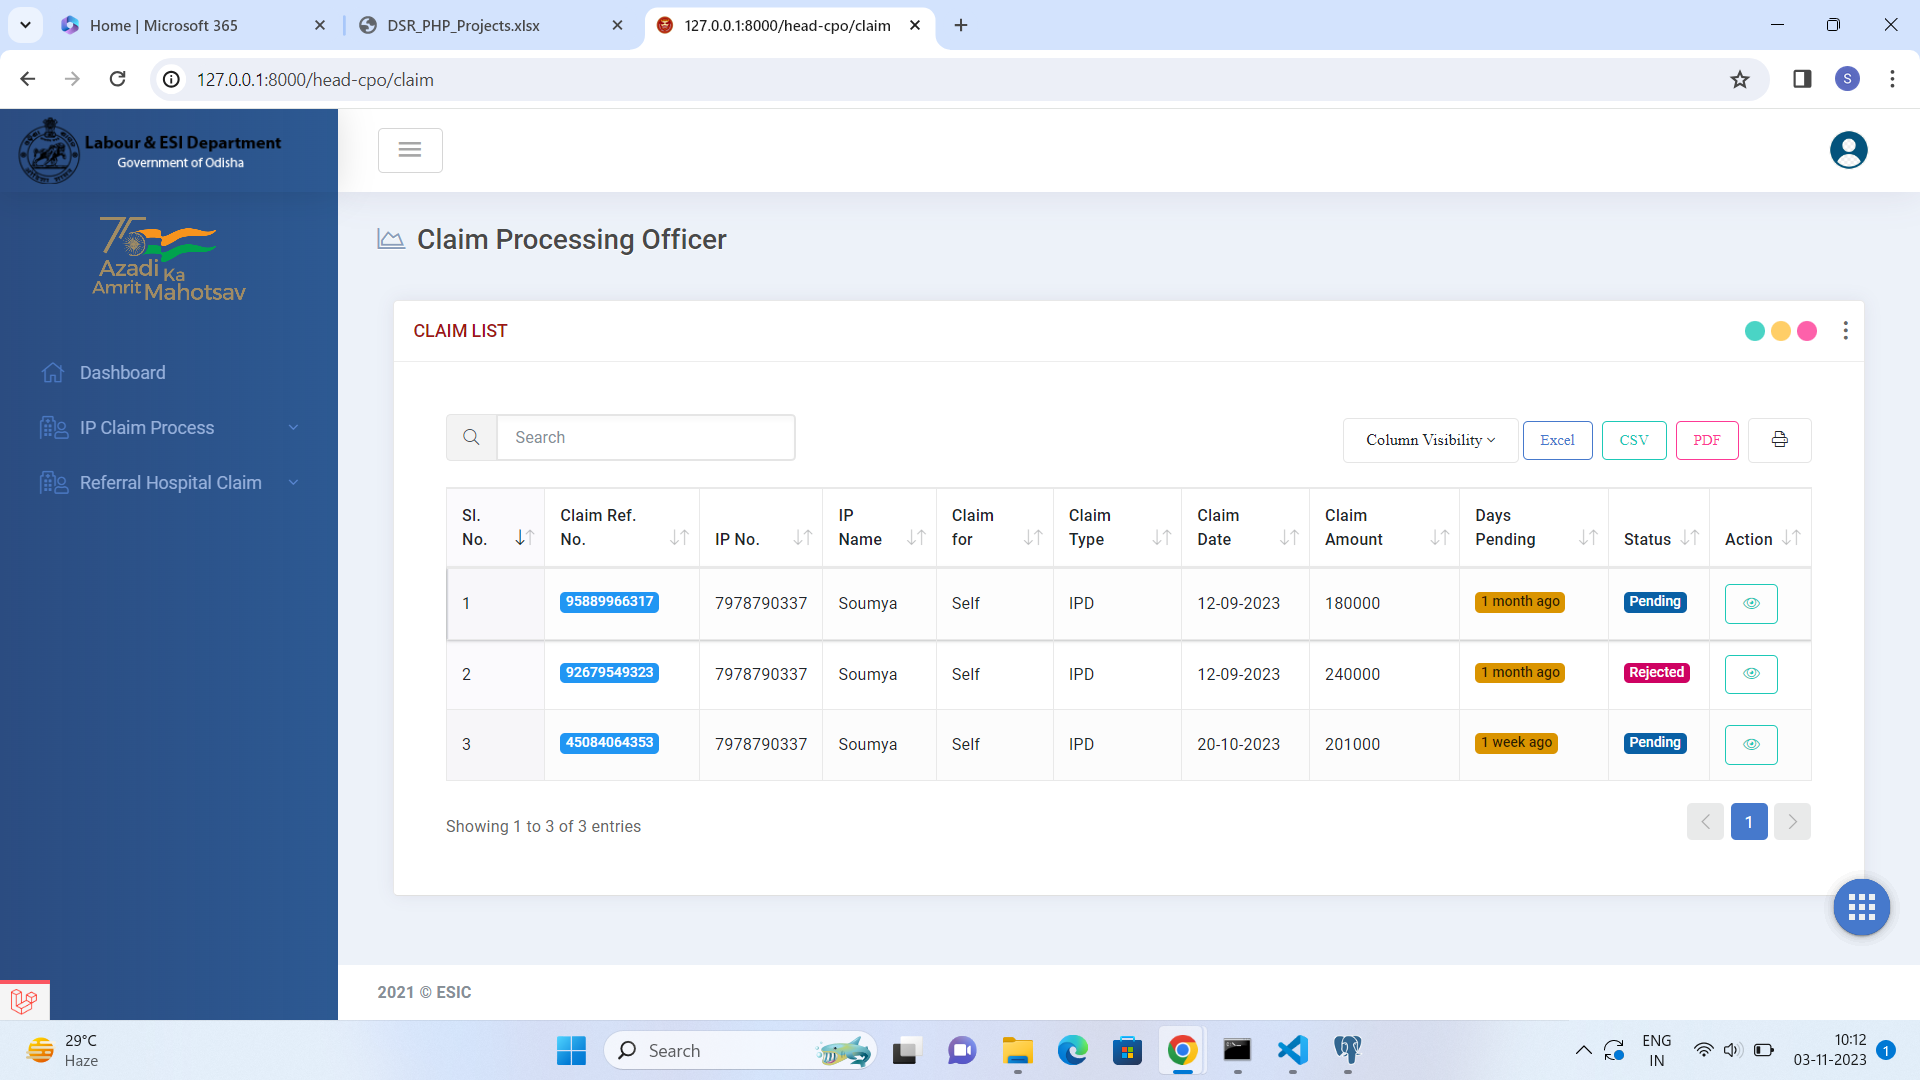 Home | Microsoft 365
DSR_PHP_Projects.xlsx
127.0.0.1:8000/head-cpo/claim
127.0.0.1:8000/head-cpo/claim
S
Labour & ESI Department
Government of Odisha
75
Azadi Ka
Amrit Mahotsav
Dashboard
IP Claim Process
Referral Hospital Claim
Claim Processing Officer
CLAIM LIST
Search
Column Visibility
Excel
CSV
PDF
Sl. No.
Claim Ref. No.
IP No.
IP Name
Claim for
Claim Type
Claim Date
Claim Amount
Days Pending
Status
Action
1 95889966317 7978790337 Soumya Self IPD 12-09-2023 180000 1 month ago Pending
2 92679549323 7978790337 Soumya Self IPD 12-09-2023 240000 1 month ago Rejected
3 45084064353 7978790337 Soumya Self IPD 20-10-2023 201000 1 week ago Pending
Showing 1 to 3 of 3 entries
1
2021 © ESIC
29°C
Haze
Search
ENG
IN
10:12
03-11-2023
1